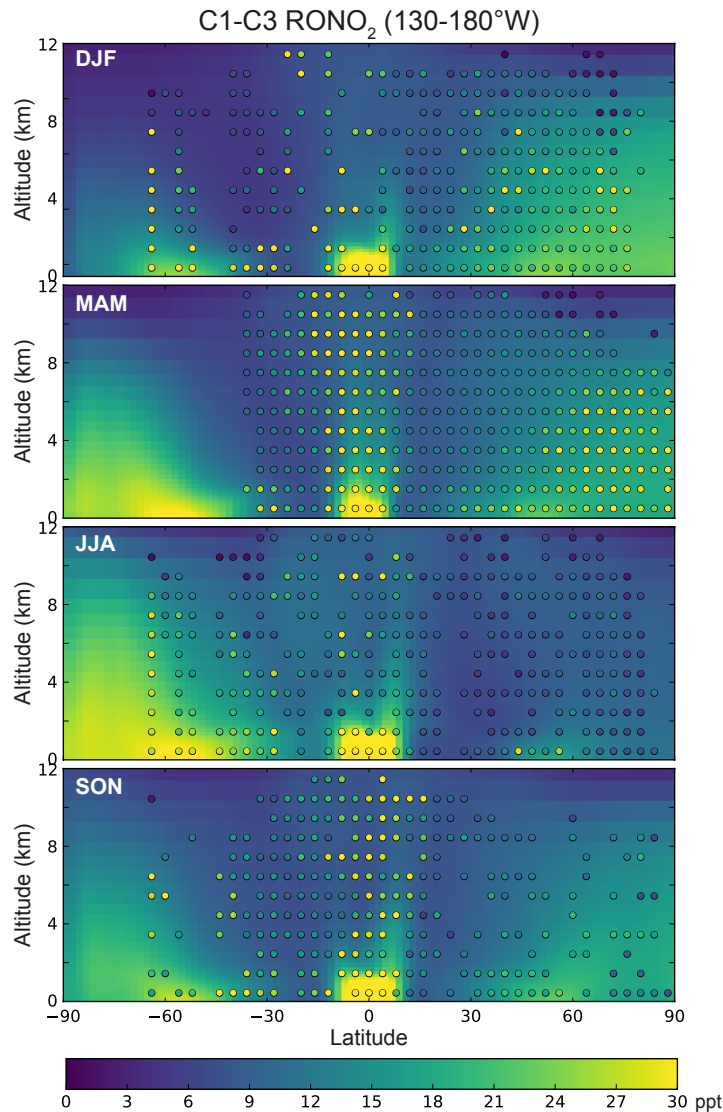 C1-C3 RONO₂ (130-180°W)
DJF
12
8
4
0
Altitude (km)
MAM
12
8
4
0
Altitude (km)
JJA
12
8
4
0
Altitude (km)
SON
12
8
4
0
Altitude (km)
−90 −60 −30 0 30 60 90
Latitude
0 3 6 9 12 15 18 21 24 27 30 ppt